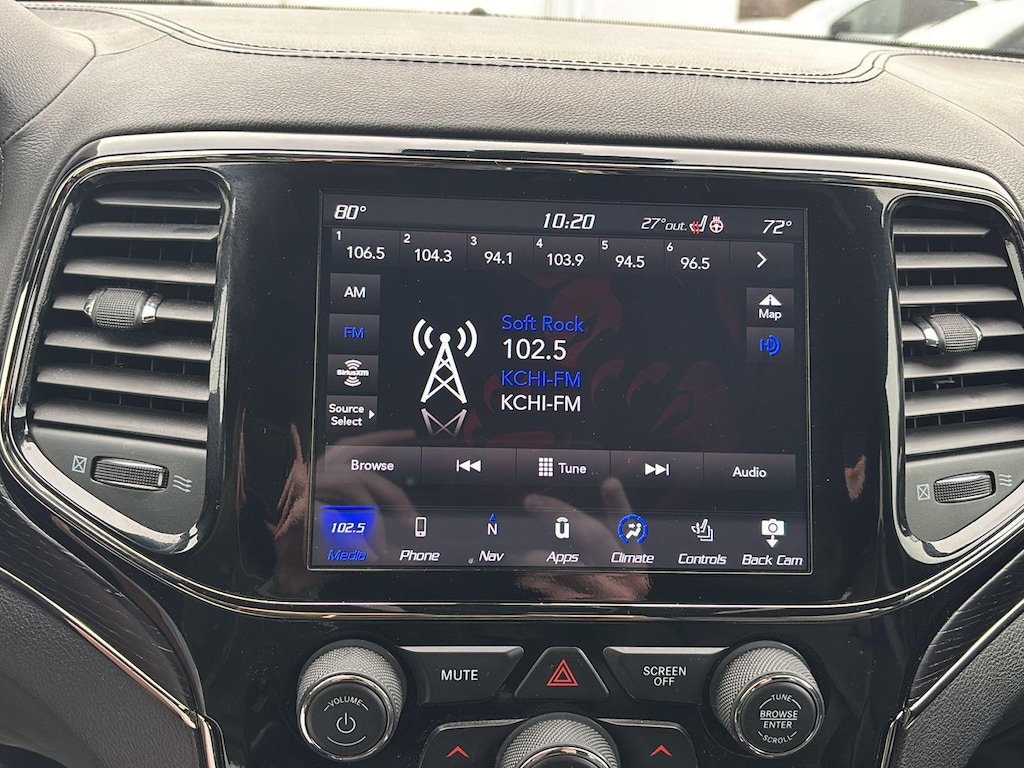 80° 10:20 27°out. 72°
1 106.5 2 104.3 3 94.1 4 103.9 5 94.5 6 96.5
AM
FM
SiriusXM
Source Select
Soft Rock
102.5
KCHI-FM
KCHI-FM
Map
HD
Browse Tune Audio
102.5 N
Media Phone Nav Apps Climate Controls Back Cam
VOLUME
MUTE
SCREEN
OFF
TUNE
BROWSE
ENTER
SCROLL